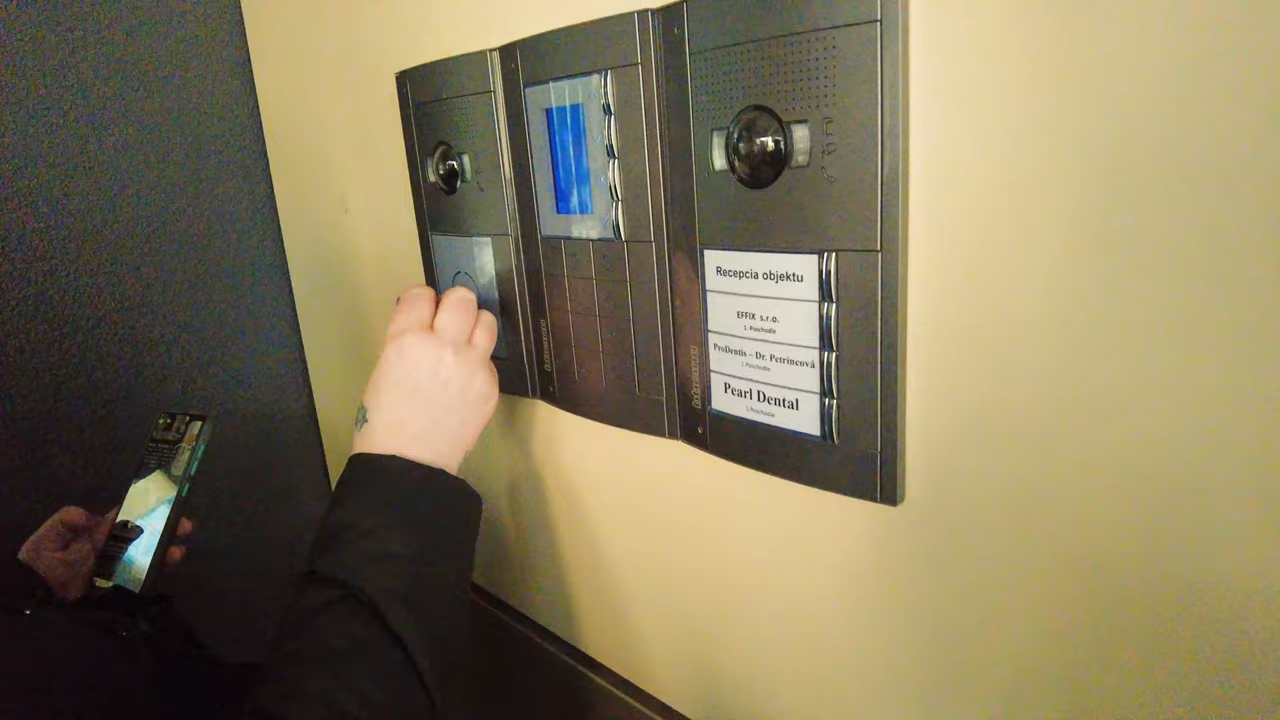 Recepcia objektu
EFFIX s.r.o.
1. Poschodie
ProDentis – Dr. Petrincová
1. Poschodie
Pearl Dental
1. Poschodie